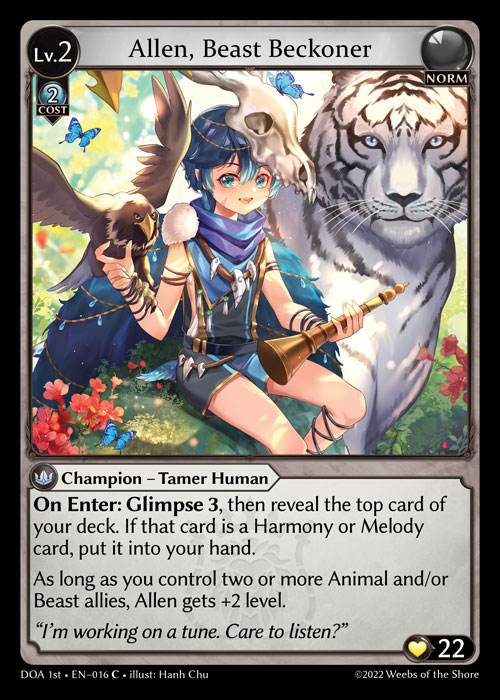 Lv.2
Allen, Beast Beckoner
NORM
2
COST
Champion – Tamer Human
On Enter: Glimpse 3, then reveal the top card of
your deck. If that card is a Harmony or Melody
card, put it into your hand.
As long as you control two or more Animal and/or
Beast allies, Allen gets +2 level.
“I’m working on a tune. Care to listen?”
22
DOA 1st • EN–016 C • illust: Hanh Chu
©2022 Weebs of the Shore